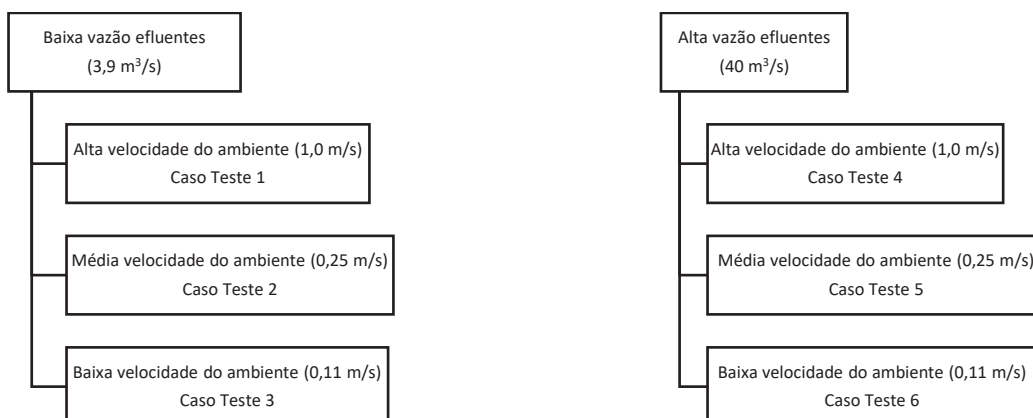 Baixa vazão efluentes
(3,9 m³/s)
Alta velocidade do ambiente (1,0 m/s)
Caso Teste 1
Média velocidade do ambiente (0,25 m/s)
Caso Teste 2
Baixa velocidade do ambiente (0,11 m/s)
Caso Teste 3
Alta vazão efluentes
(40 m³/s)
Alta velocidade do ambiente (1,0 m/s)
Caso Teste 4
Média velocidade do ambiente (0,25 m/s)
Caso Teste 5
Baixa velocidade do ambiente (0,11 m/s)
Caso Teste 6